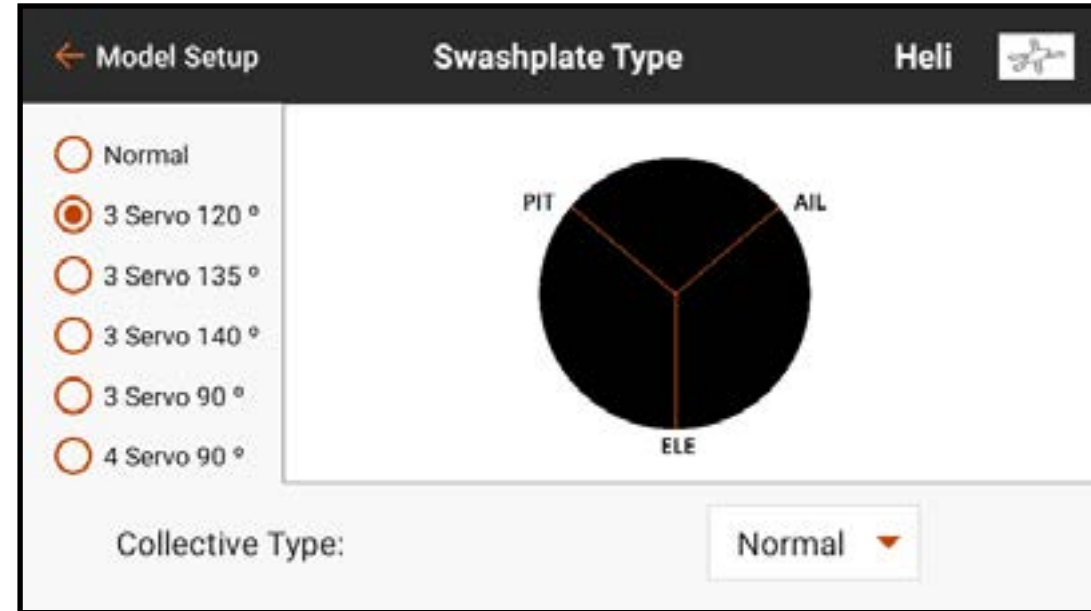 Model Setup
Swashplate Type
Heli
Normal
3 Servo 120 º
3 Servo 135 º
3 Servo 140 º
3 Servo 90 º
4 Servo 90 º
PIT
AIL
ELE
Collective Type:
Normal